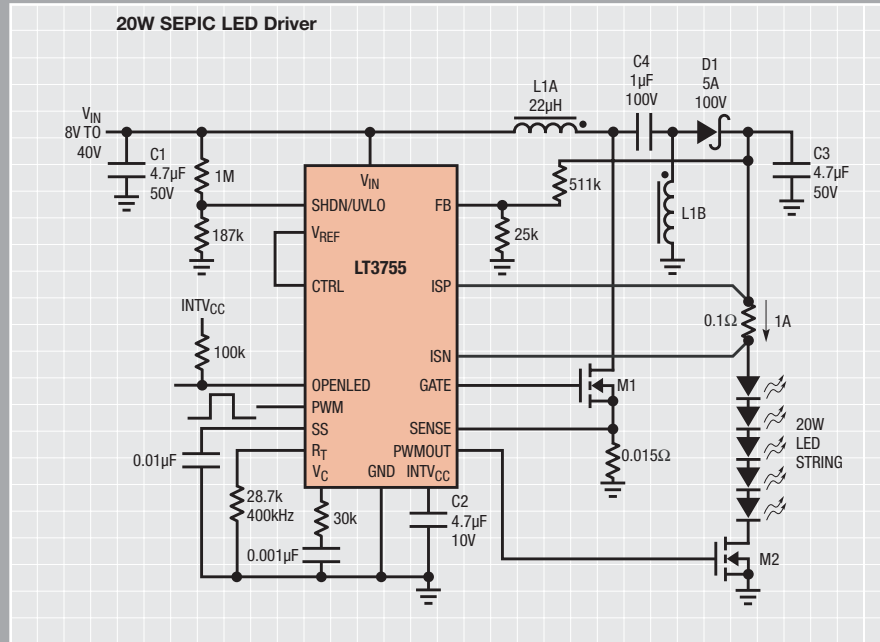 20W SEPIC LED Driver
VIN
8V TO
40V
C1
4.7µF
50V
1M
187k
L1A
22µH
C4
1µF
100V
D1
5A
100V
C3
4.7µF
50V
L1B
511k
25k
VIN
SHDN/UVLO
FB
VREF
LT3755
CTRL
ISP
ISN
0.1Ω
1A
INTVCC
100k
OPENLED
GATE
M1
PWM
SS
SENSE
RT
PWMOUT
VC
GND
INTVCC
0.015Ω
20W
LED
STRING
0.01µF
28.7k
400kHz
30k
0.001µF
C2
4.7µF
10V
M2